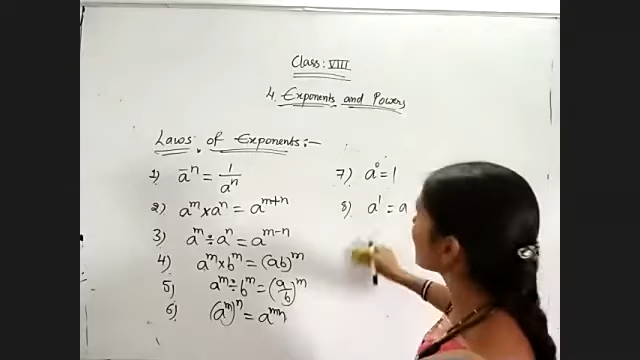 Class: VIII
4. Exponents and Powers
Laws of Exponents:-
1) a⁻ⁿ = 1/aⁿ
2) aᵐ × aⁿ = aᵐ⁺ⁿ
3) aᵐ ÷ aⁿ = aᵐ⁻ⁿ
4) aᵐ × bᵐ = (ab)ᵐ
5) aᵐ ÷ bᵐ = (a/b)ᵐ
6) (aᵐ)ⁿ = aᵐⁿ
7) a⁰ = 1
8) a¹ = a